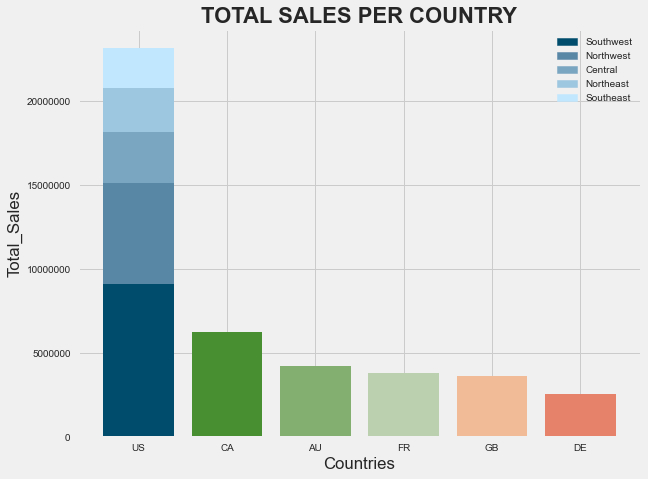 TOTAL SALES PER COUNTRY
Southwest
Northwest
Central
Northeast
Southeast
20000000
15000000
10000000
5000000
0
Total_Sales
US CA AU FR GB DE
Countries